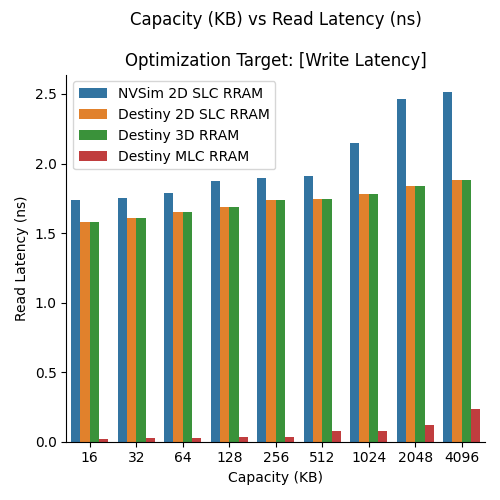 Capacity (KB) vs Read Latency (ns)
Optimization Target: [Write Latency]
NVSim 2D SLC RRAM
Destiny 2D SLC RRAM
Destiny 3D RRAM
Destiny MLC RRAM
2.5
2.0
1.5
1.0
0.5
0.0
Read Latency (ns)
16 32 64 128 256 512 1024 2048 4096
Capacity (KB)